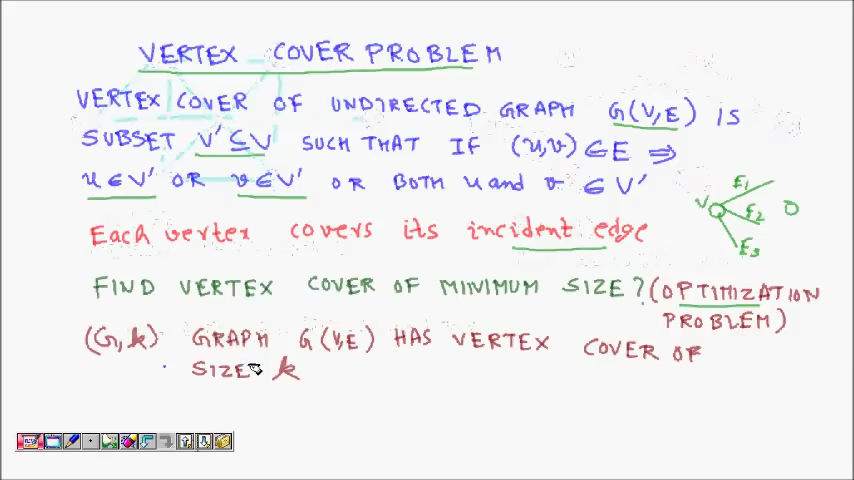 VERTEX COVER PROBLEM
VERTEX COVER OF UNDIRECTED GRAPH G(V,E) IS
SUBSET V' ⊆ V SUCH THAT IF (u,v) ∈ E ⇒
u ∈ V' OR v ∈ V' OR BOTH u and v ∈ V'
Each vertex covers its incident edge
V E1 E2 E3
FIND VERTEX COVER OF MINIMUM SIZE? (OPTIMIZATION
PROBLEM)
(G,k) GRAPH G(V,E) HAS VERTEX COVER OF
SIZE k